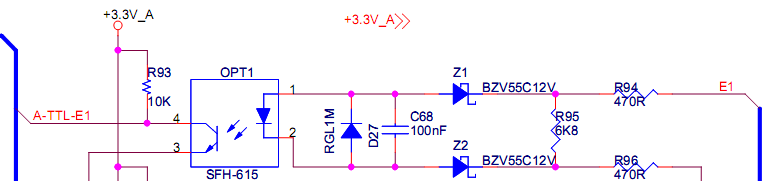 +3.3V_A
+3.3V_A
R93
10K
OPT1
SFH-615
A-TTL-E1
4
3
1
2
RGL1M
D27
C68
100nF
Z1
BZV55C12V
Z2
BZV55C12V
R95
6K8
R94
470R
E1
R96
470R